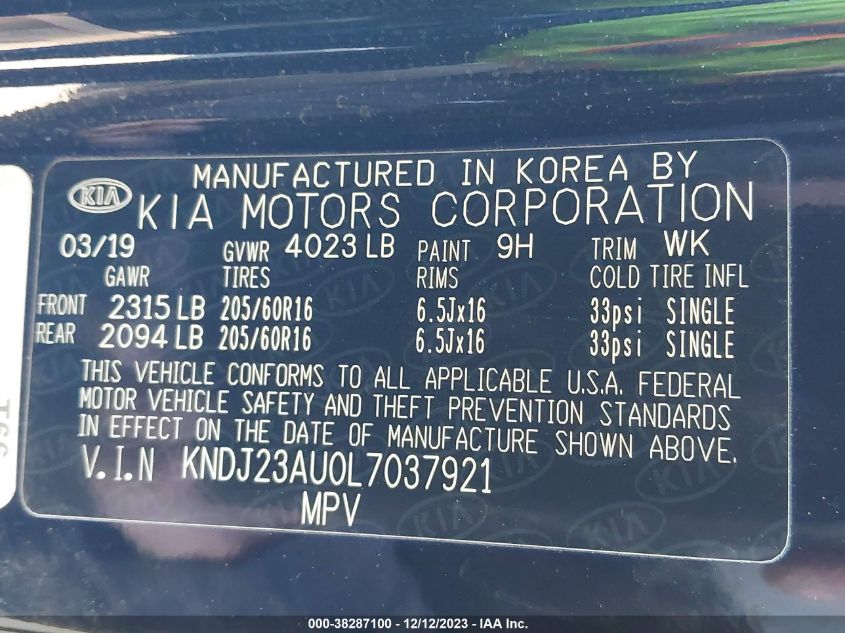 MANUFACTURED IN KOREA BY
KIA KIA MOTORS CORPORATION
03/19 GVWR 4023 LB PAINT 9H TRIM WK
GAWR TIRES RIMS COLD TIRE INFL
FRONT 2315 LB 205/60R16 6.5Jx16 33psi SINGLE
REAR 2094 LB 205/60R16 6.5Jx16 33psi SINGLE
THIS VEHICLE CONFORMS TO ALL APPLICABLE U.S.A. FEDERAL
MOTOR VEHICLE SAFETY AND THEFT PREVENTION STANDARDS
IN EFFECT ON THE DATE OF MANUFACTURE SHOWN ABOVE.
V.I.N KNDJ23AU0L7037921
MPV
000-38287100 - 12/12/2023 - IAA Inc.